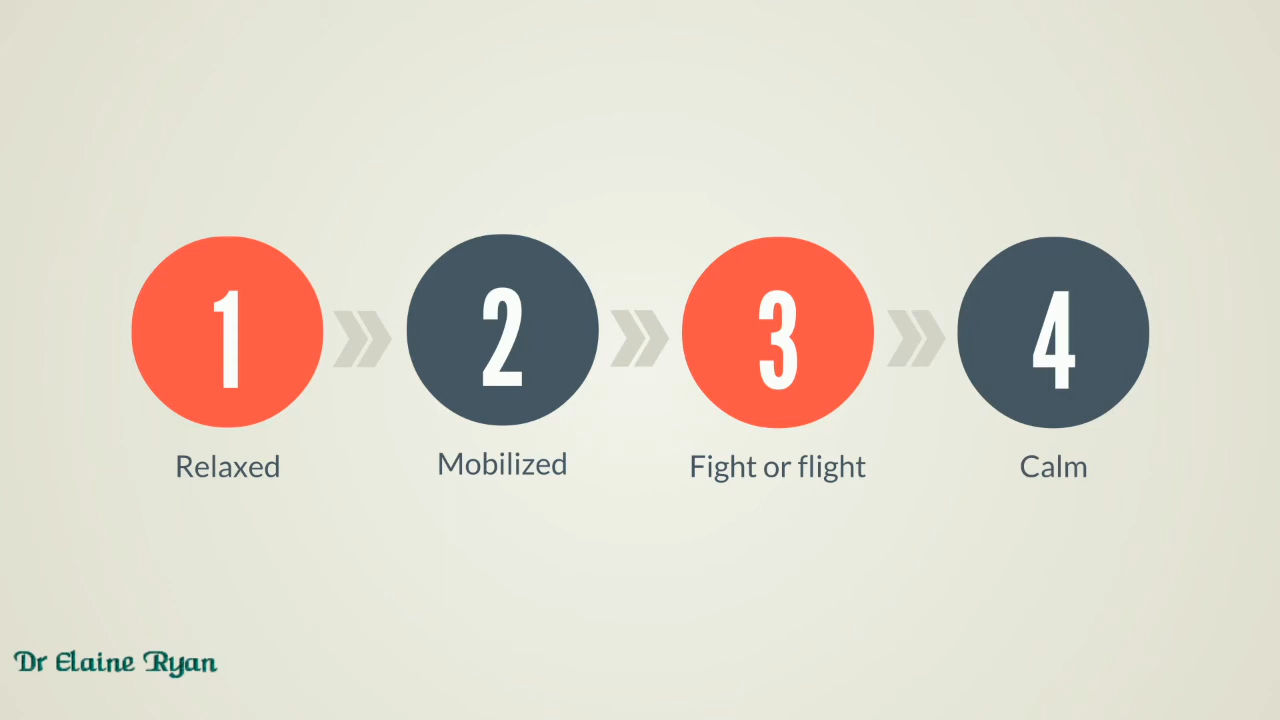 1
2
3
4
Relaxed
Mobilized
Fight or flight
Calm
Dr Elaine Ryan